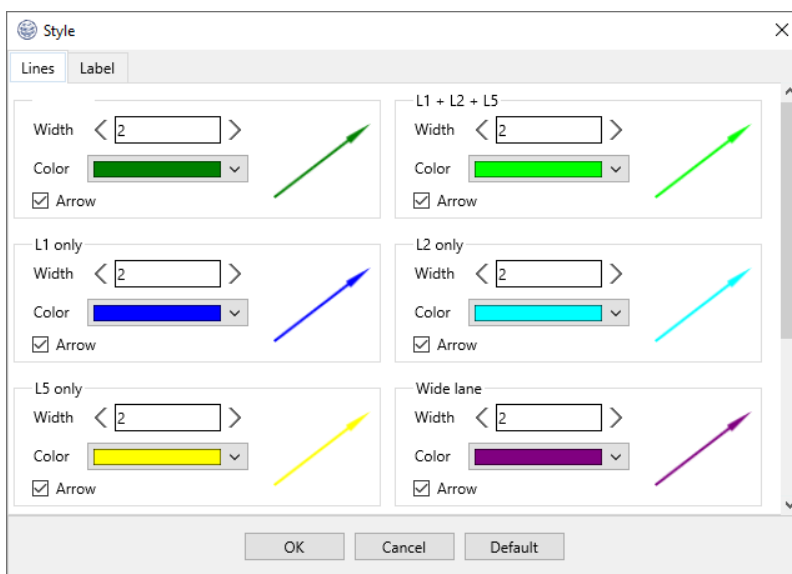 Style
Lines Label
Width 2
Color
Arrow
L1 + L2 + L5
Width 2
Color
Arrow
L1 only
Width 2
Color
Arrow
L2 only
Width 2
Color
Arrow
L5 only
Width 2
Color
Arrow
Wide lane
Width 2
Color
Arrow
OK Cancel Default